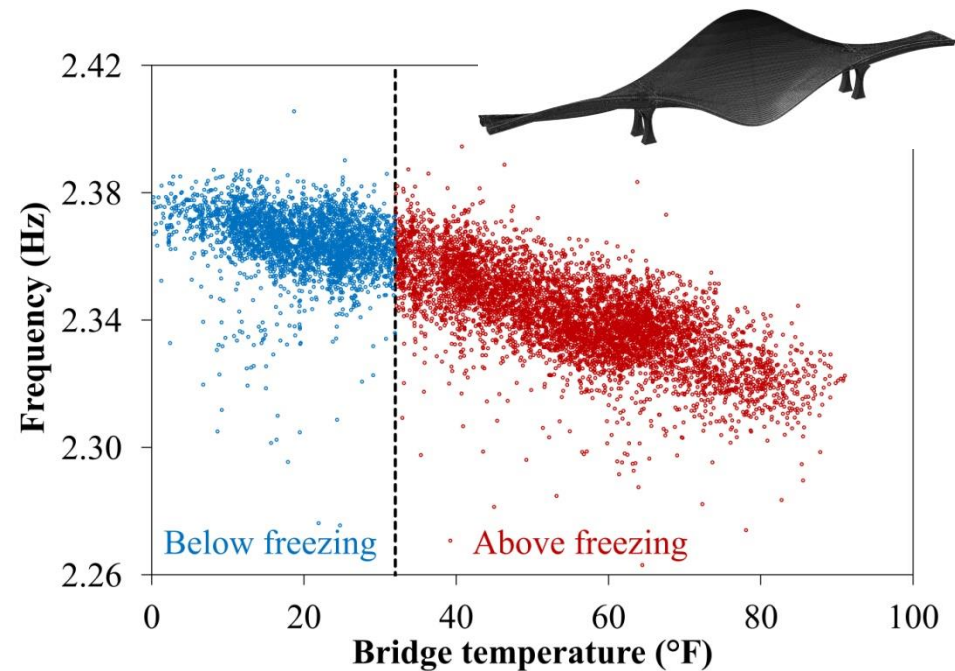 Frequency (Hz)
2.42
2.38
2.34
2.30
2.26
Below freezing
Above freezing
0
20
40
60
80
100
Bridge temperature (°F)